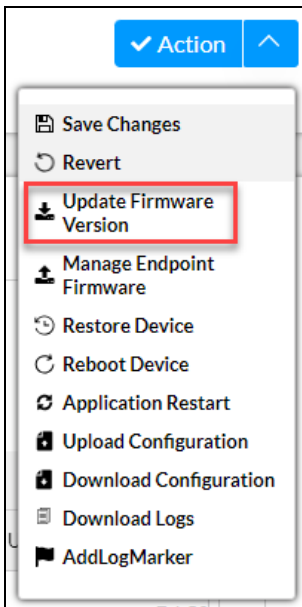 Action
Save Changes
Revert
Update Firmware
Version
Manage Endpoint
Firmware
Restore Device
Reboot Device
Application Restart
Upload Configuration
Download Configuration
Download Logs
AddLogMarker